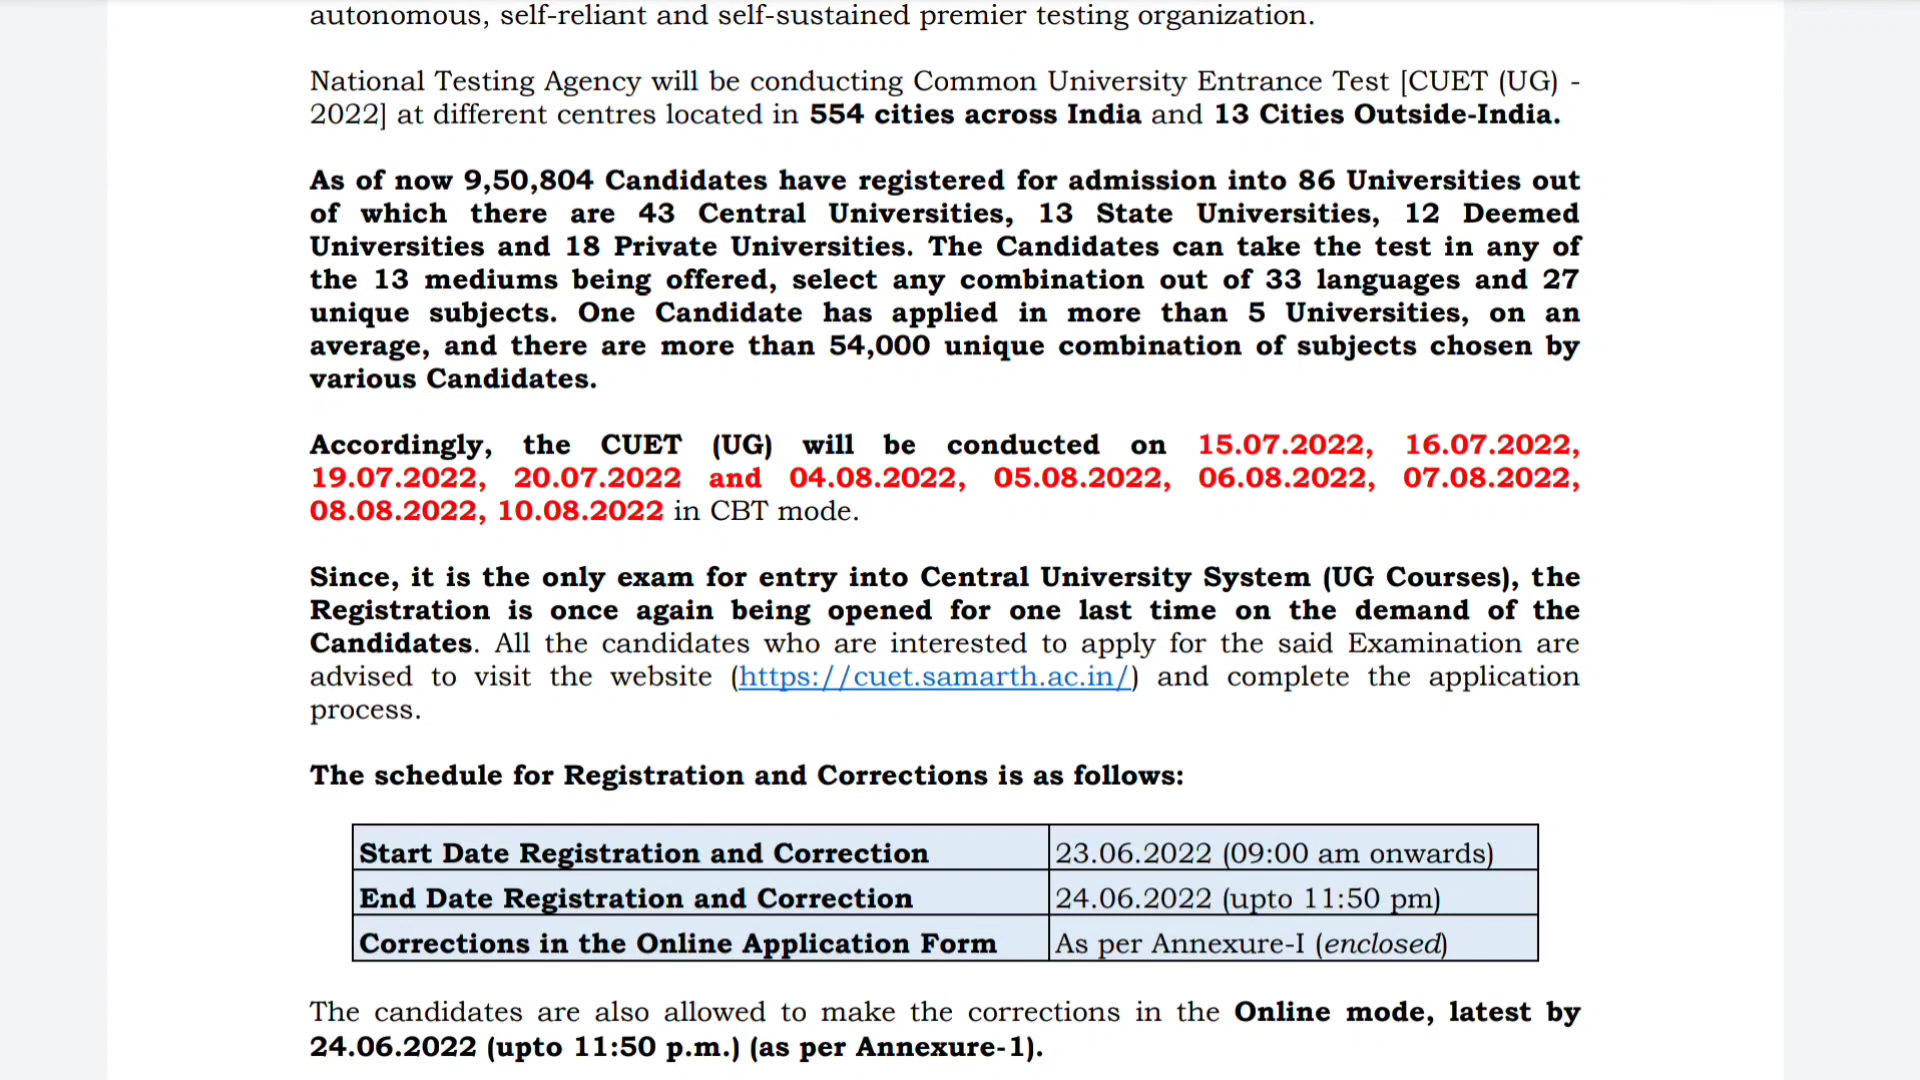 autonomous, self-reliant and self-sustained premier testing organization.
National Testing Agency will be conducting Common University Entrance Test [CUET (UG) -
2022] at different centres located in 554 cities across India and 13 Cities Outside-India.
As of now 9,50,804 Candidates have registered for admission into 86 Universities out
of which there are 43 Central Universities, 13 State Universities, 12 Deemed
Universities and 18 Private Universities. The Candidates can take the test in any of
the 13 mediums being offered, select any combination out of 33 languages and 27
unique subjects. One Candidate has applied in more than 5 Universities, on an
average, and there are more than 54,000 unique combination of subjects chosen by
various Candidates.
Accordingly, the CUET (UG) will be conducted on 15.07.2022, 16.07.2022,
19.07.2022, 20.07.2022 and 04.08.2022, 05.08.2022, 06.08.2022, 07.08.2022,
08.08.2022, 10.08.2022 in CBT mode.
Since, it is the only exam for entry into Central University System (UG Courses), the
Registration is once again being opened for one last time on the demand of the
Candidates. All the candidates who are interested to apply for the said Examination are
advised to visit the website (https://cuet.samarth.ac.in/) and complete the application
process.
The schedule for Registration and Corrections is as follows:
Start Date Registration and Correction 23.06.2022 (09:00 am onwards)
End Date Registration and Correction 24.06.2022 (upto 11:50 pm)
Corrections in the Online Application Form As per Annexure-I (enclosed)
The candidates are also allowed to make the corrections in the Online mode, latest by
24.06.2022 (upto 11:50 p.m.) (as per Annexure-1).